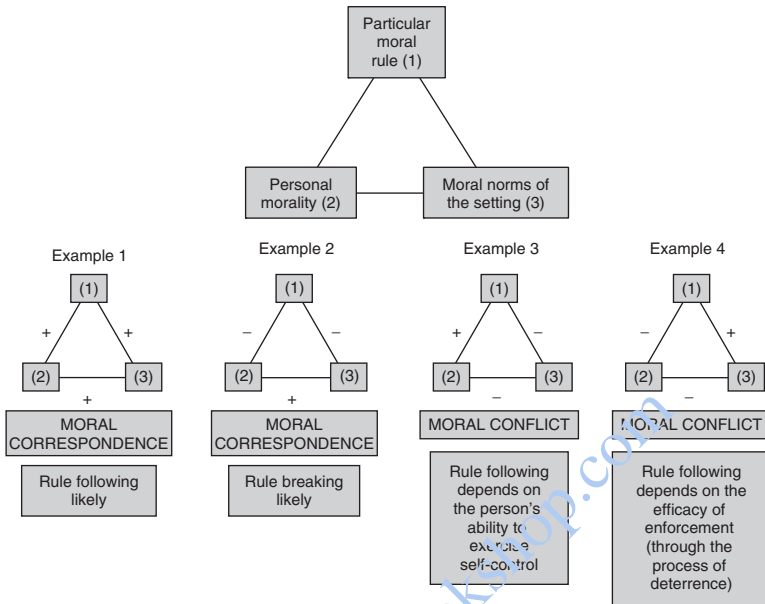 Particular
moral
rule (1)
Personal
morality (2)
Moral norms of
the setting (3)
Example 1
(1)
+
+
(2)
(3)
+
MORAL
CORRESPONDENCE
Rule following
likely
Example 2
(1)
–
–
(2)
(3)
+
MORAL
CORRESPONDENCE
Rule breaking
likely
Example 3
(1)
+
–
(2)
(3)
–
MORAL CONFLICT
Rule following
depends on
the person's
ability to
exercise
self-control
Example 4
(1)
–
+
(2)
(3)
–
MORAL CONFLICT
Rule following
depends on the
efficacy of
enforcement
(through the
process of
deterrence)
kshop.com